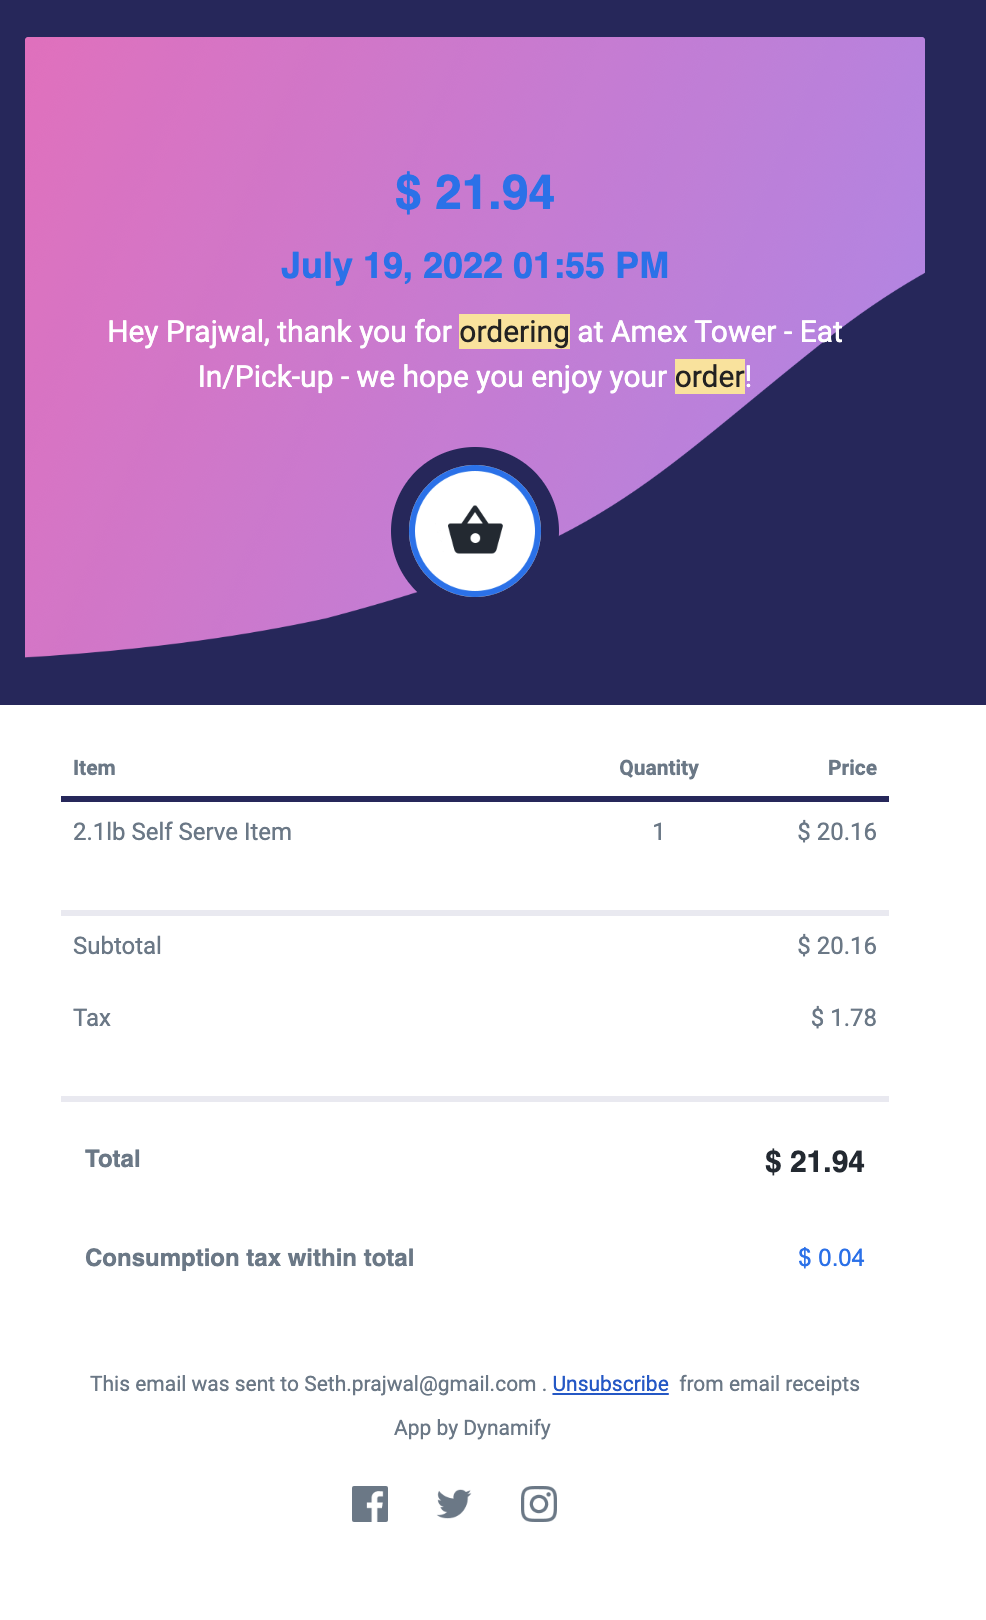 $ 21.94
July 19, 2022 01:55 PM
Hey Prajwal, thank you for ordering at Amex Tower - Eat
In/Pick-up - we hope you enjoy your order!
Item Quantity Price
2.1lb Self Serve Item 1 $ 20.16
Subtotal $ 20.16
Tax $ 1.78
Total $ 21.94
Consumption tax within total $ 0.04
This email was sent to Seth.prajwal@gmail.com . Unsubscribe from email receipts
App by Dynamify